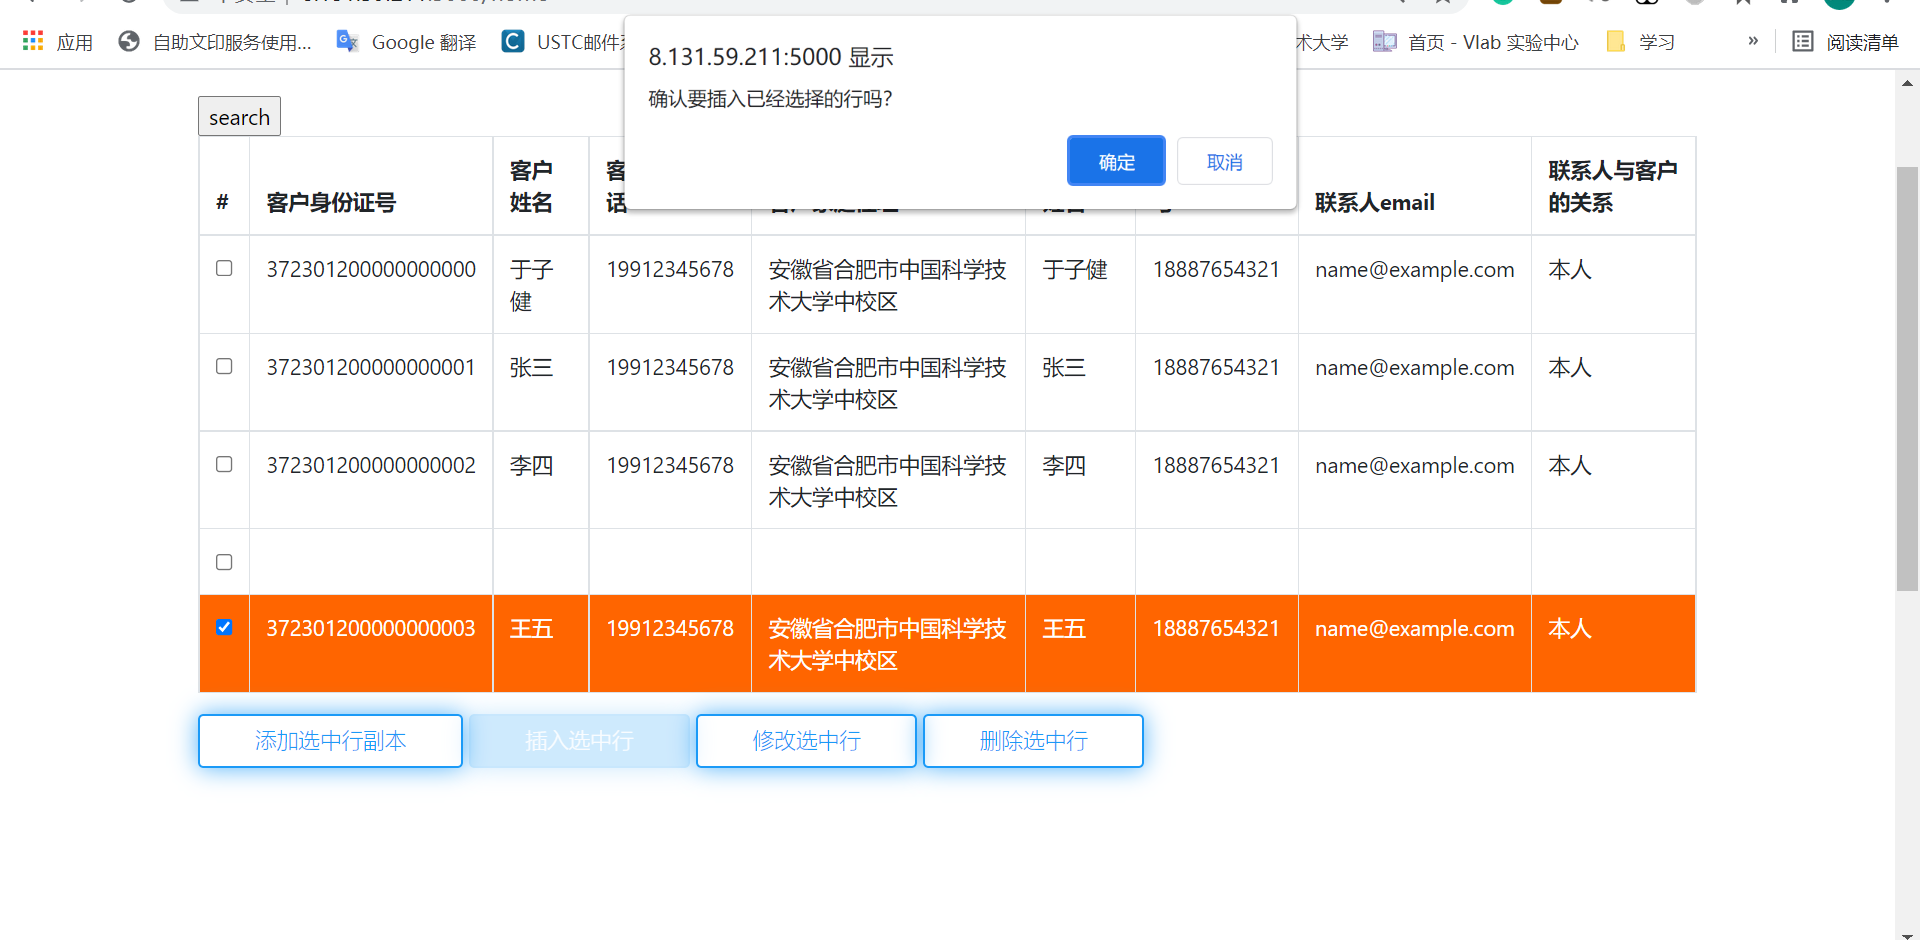 应用 自助文印服务使用... Google 翻译 USTC邮件 术大学 首页 - Vlab 实验中心 学习 » 阅读清单
8.131.59.211:5000 显示
确认要插入已经选择的行吗?
确定 取消
search
# 客户身份证号 客户 联系人email 联系人与客户
姓名 话 的关系
372301200000000000 于子 19912345678 安徽省合肥市中国科学技 于子健 18887654321 name@example.com 本人
健 术大学中校区
372301200000000001 张三 19912345678 安徽省合肥市中国科学技 张三 18887654321 name@example.com 本人
术大学中校区
372301200000000002 李四 19912345678 安徽省合肥市中国科学技 李四 18887654321 name@example.com 本人
术大学中校区
372301200000000003 王五 19912345678 安徽省合肥市中国科学技 王五 18887654321 name@example.com 本人
术大学中校区
添加选中行副本 插入选中行 修改选中行 删除选中行